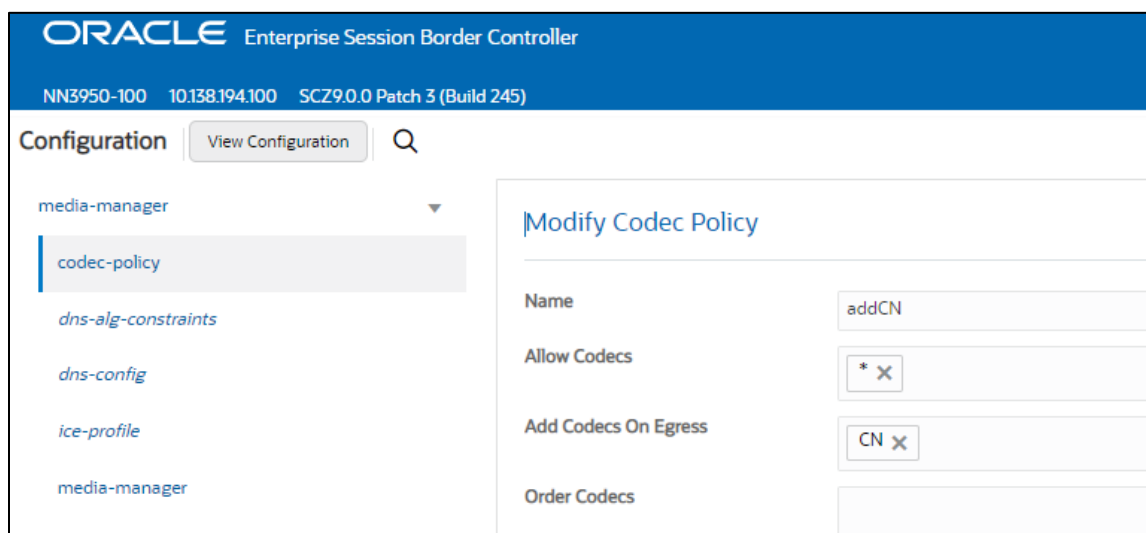 ORACLE Enterprise Session Border Controller
NN3950-100 10.138.194.100 SCZ9.0.0 Patch 3 (Build 245)
Configuration View Configuration
media-manager
codec-policy
dns-alg-constraints
dns-config
ice-profile
media-manager
Modify Codec Policy
Name addCN
Allow Codecs *
Add Codecs On Egress CN
Order Codecs